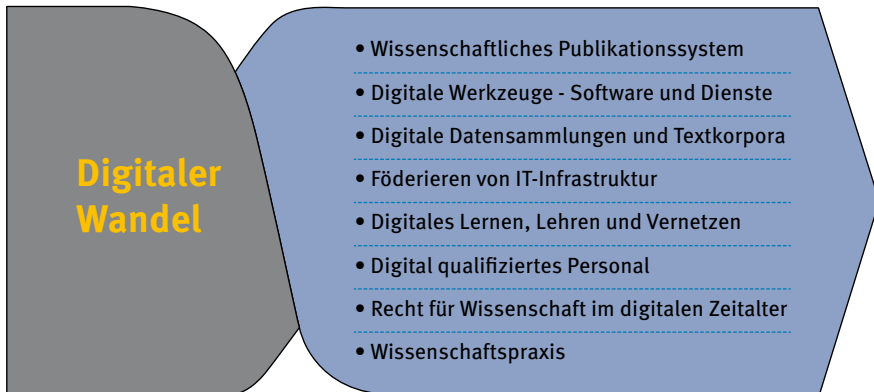 Digitaler
Wandel
• Wissenschaftliches Publikationssystem
• Digitale Werkzeuge - Software und Dienste
• Digitale Datensammlungen und Textkorpora
• Föderieren von IT-Infrastruktur
• Digitales Lernen, Lehren und Vernetzen
• Digital qualifiziertes Personal
• Recht für Wissenschaft im digitalen Zeitalter
• Wissenschaftspraxis